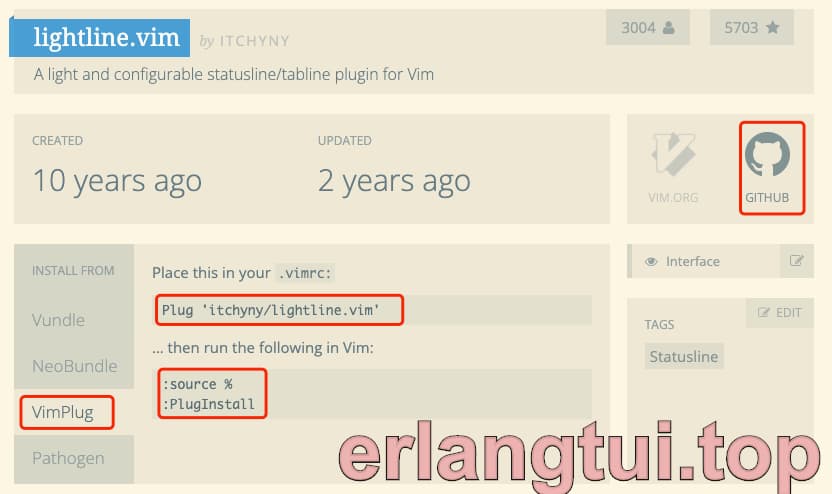 lightline.vim
by ITCHYNY
3004
5703
A light and configurable statusline/tabline plugin for Vim
CREATED
10 years ago
UPDATED
2 years ago
VIM.ORG
GITHUB
INSTALL FROM
Vundle
NeoBundle
VimPlug
Pathogen
Place this in your .vimrc:
Plug 'itchyny/lightline.vim'
... then run the following in Vim:
:source %
:PlugInstall
Interface
EDIT
TAGS
Statusline
erlangtui.top